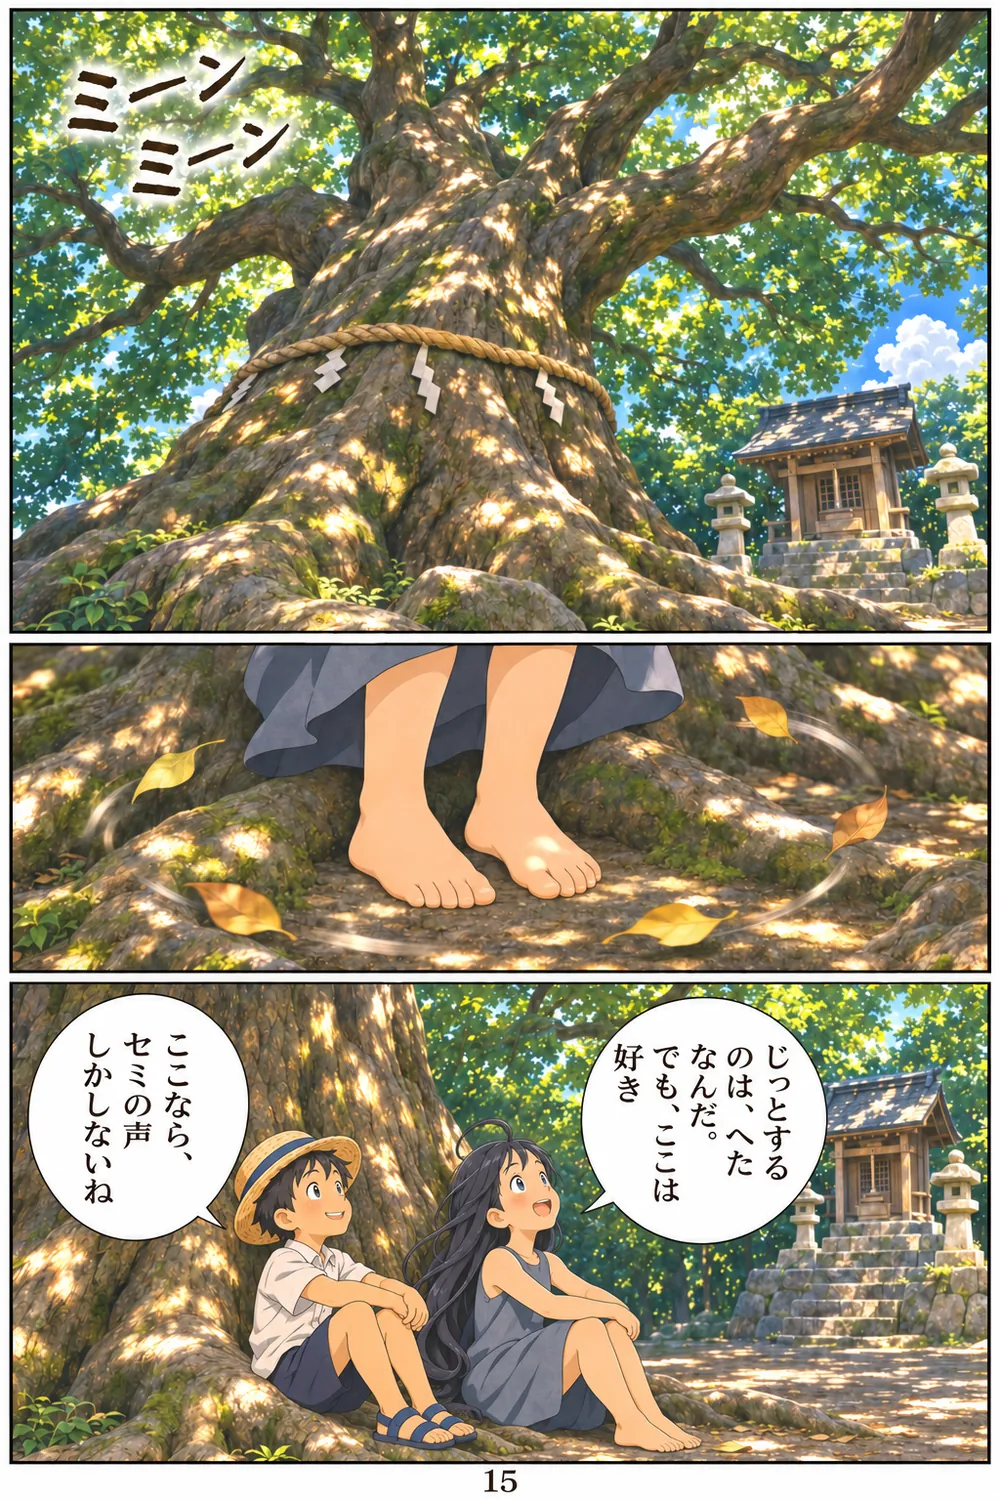 ミーン
ミーン
じっとする
のは、へた
なんだ。
でも、ここは
好き
ここなら、
セミの声
しかしないね
15